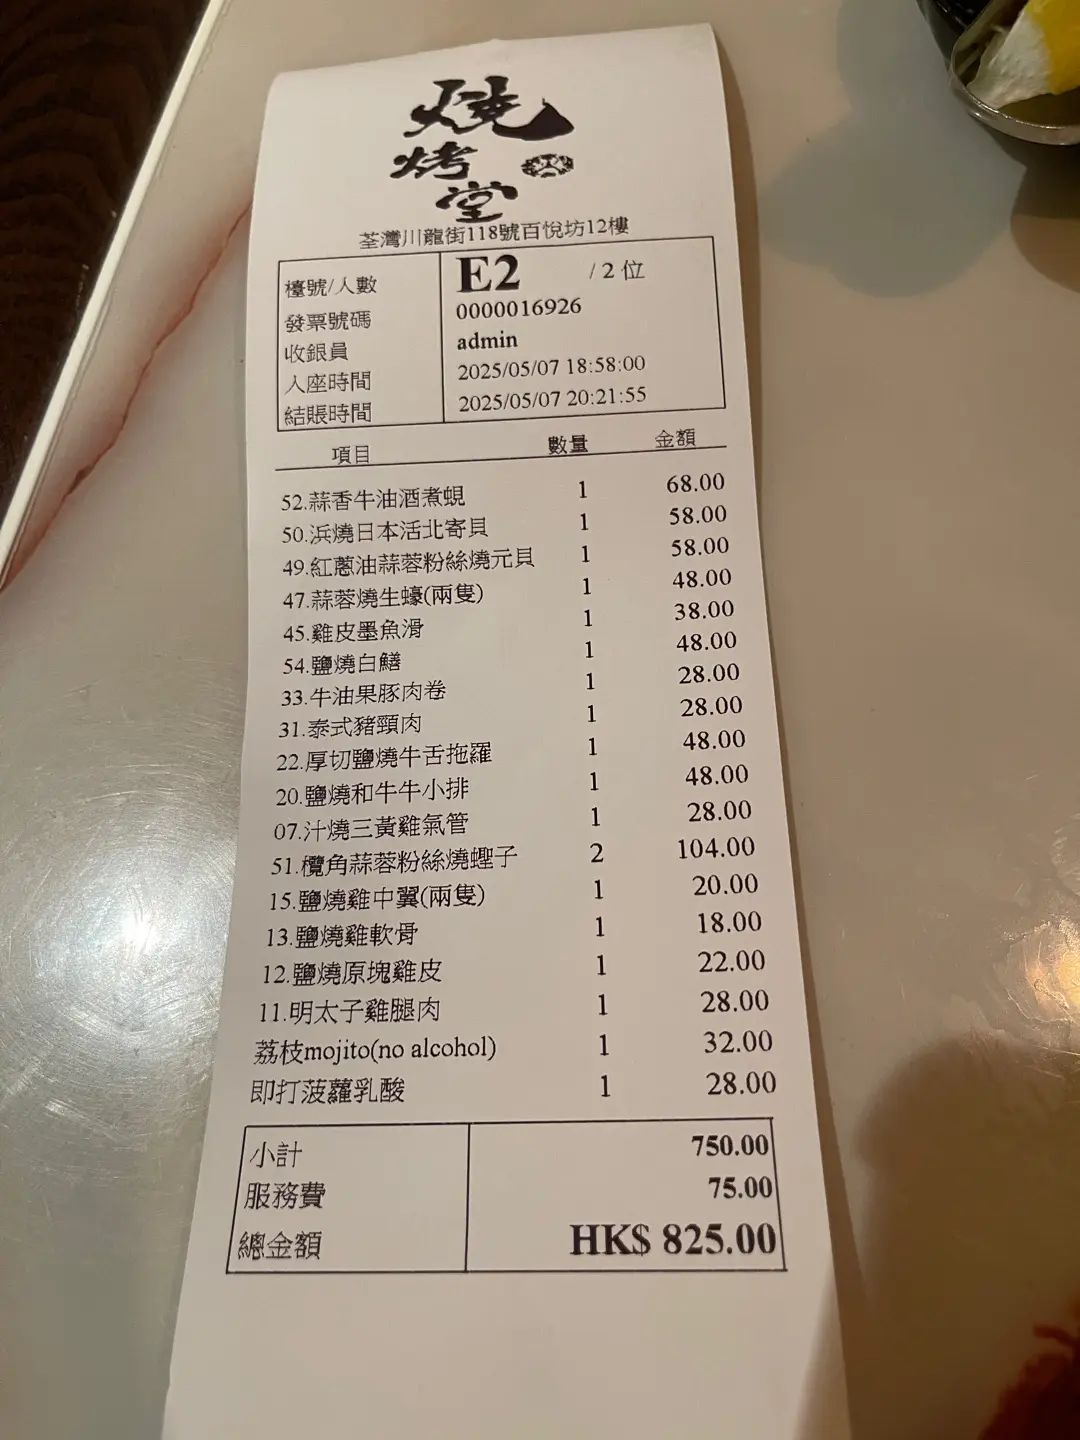 燒
烤
堂
荃灣川龍街118號百悅坊12樓
檯號/人數 E2 / 2 位
發票號碼 0000016926
收銀員 admin
入座時間 2025/05/07 18:58:00
結賬時間 2025/05/07 20:21:55
項目 數量 金額
52.蒜香牛油酒煮蜆 1 68.00
50.浜燒日本活北寄貝 1 58.00
49.紅蔥油蒜蓉粉絲燒元貝 1 58.00
47.蒜蓉燒生蠔(兩隻) 1 48.00
45.雞皮墨魚滑 1 38.00
54.鹽燒白鱔 1 48.00
33.牛油果豚肉卷 1 28.00
31.泰式豬頸肉 1 28.00
22.厚切鹽燒牛舌拖羅 1 48.00
20.鹽燒和牛牛小排 1 48.00
07.汁燒三黃雞氣管 1 28.00
51.欖角蒜蓉粉絲燒蟶子 2 104.00
15.鹽燒雞中翼(兩隻) 1 20.00
13.鹽燒雞軟骨 1 18.00
12.鹽燒原塊雞皮 1 22.00
11.明太子雞腿肉 1 28.00
荔枝mojito(no alcohol) 1 32.00
即打菠蘿乳酸 1 28.00
小計 750.00
服務費 75.00
總金額 HK$ 825.00